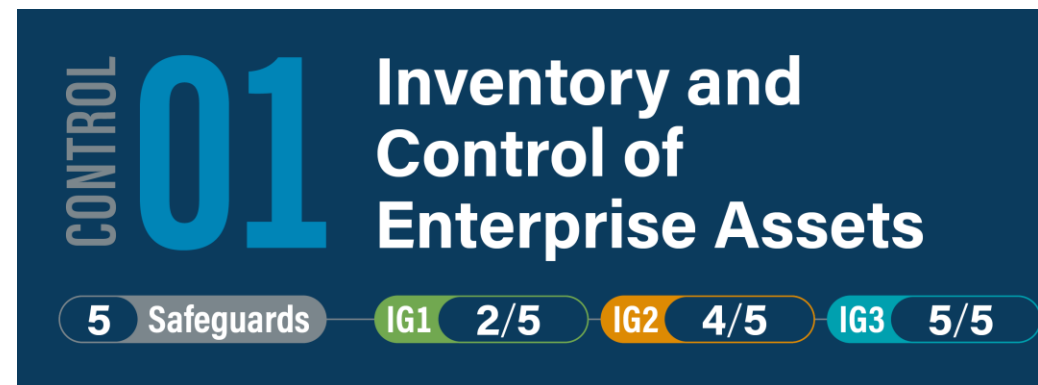 CONTROL
01
Inventory and
Control of
Enterprise Assets
5 Safeguards IG1 2/5 IG2 4/5 IG3 5/5